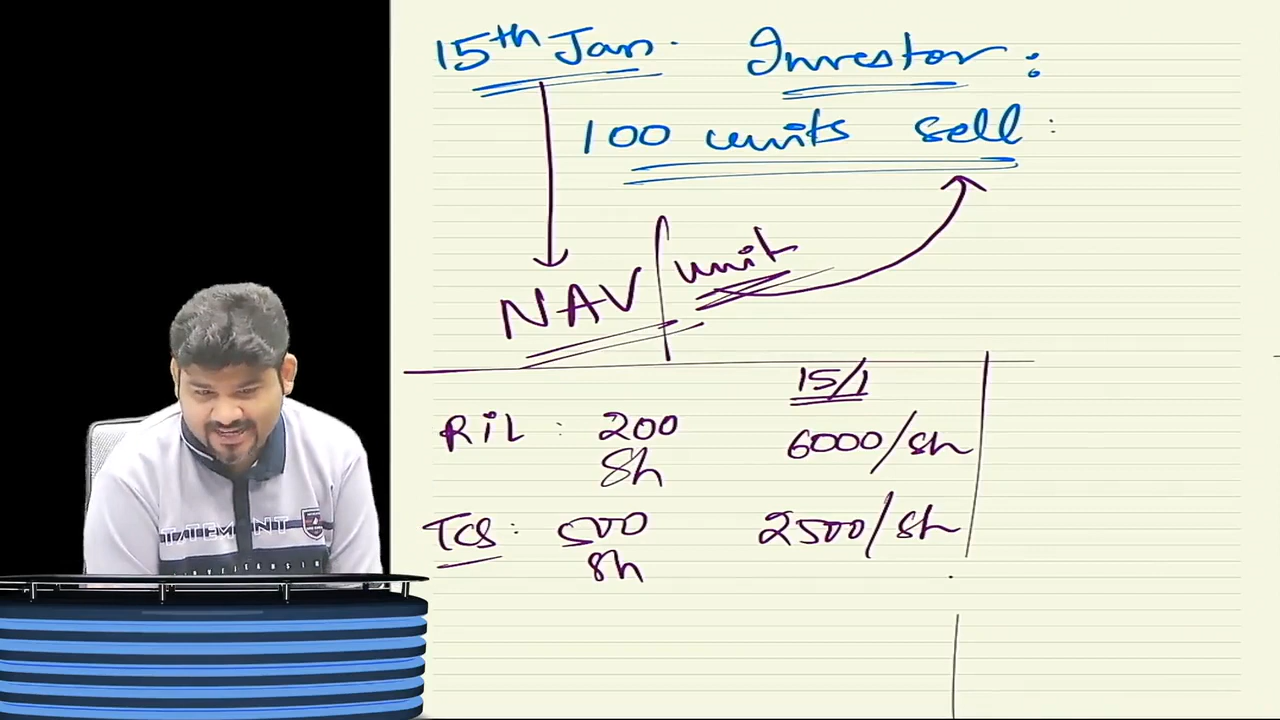 15th Jan. Investor:
100 units sell:
NAV/unit
15/1
RiL : 200 6000/sh
Sh
TCS : 500 2500/sh
Sh
TATEMENT